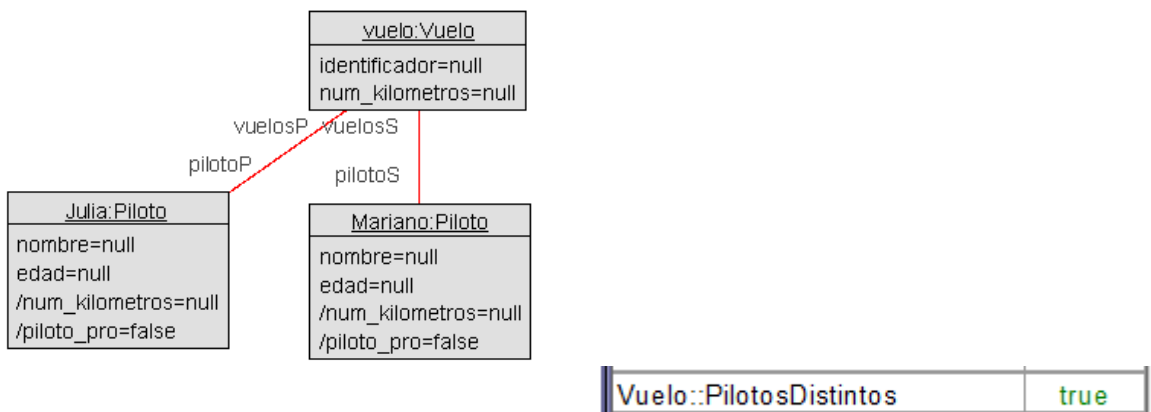 vuelo:Vuelo
identificador=null
num_kilometros=null
vuelosP vuelosS
pilotoP
pilotoS
Julia:Piloto
nombre=null
edad=null
/num_kilometros=null
/piloto_pro=false
Mariano:Piloto
nombre=null
edad=null
/num_kilometros=null
/piloto_pro=false
Vuelo::PilotosDistintos true